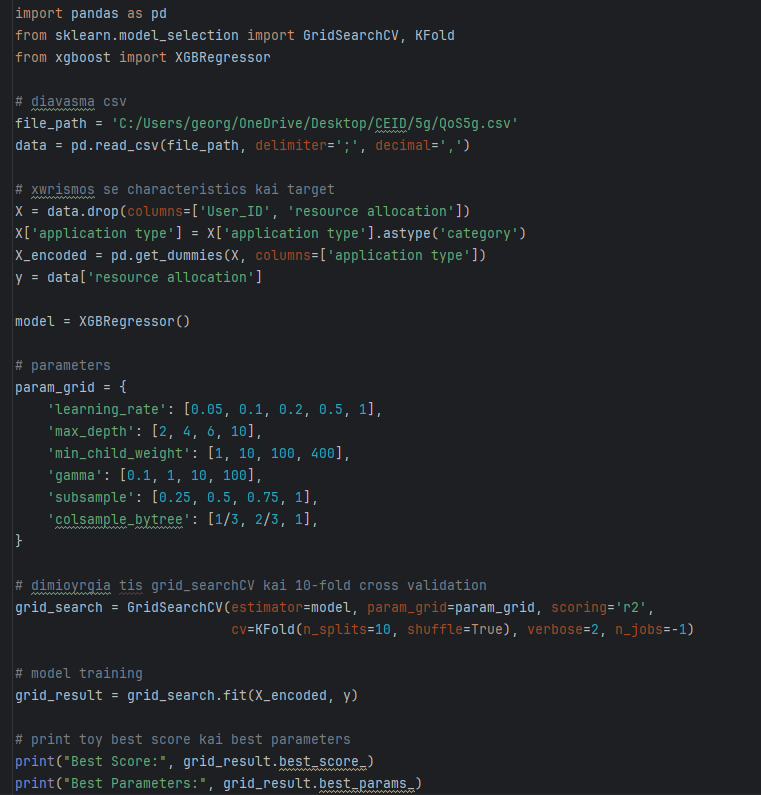 import pandas as pd
from sklearn.model_selection import GridSearchCV, KFold
from xgboost import XGBRegressor
# diavasma csv
file_path = 'C:/Users/georg/OneDrive/Desktop/CEID/5g/QoS5g.csv'
data = pd.read_csv(file_path, delimiter=';', decimal=',')
# xwrismos se characteristics kai target
X = data.drop(columns=['User_ID', 'resource allocation'])
X['application type'] = X['application type'].astype('category')
X_encoded = pd.get_dummies(X, columns=['application type'])
y = data['resource allocation']
model = XGBRegressor()
# parameters
param_grid = {
    'learning_rate': [0.05, 0.1, 0.2, 0.5, 1],
    'max_depth': [2, 4, 6, 10],
    'min_child_weight': [1, 10, 100, 400],
    'gamma': [0.1, 1, 10, 100],
    'subsample': [0.25, 0.5, 0.75, 1],
    'colsample_bytree': [1/3, 2/3, 1],
}
# dimioyrgia tis grid_searchCV kai 10-fold cross validation
grid_search = GridSearchCV(estimator=model, param_grid=param_grid, scoring='r2',
                           cv=KFold(n_splits=10, shuffle=True), verbose=2, n_jobs=-1)
# model training
grid_result = grid_search.fit(X_encoded, y)
# print toy best score kai best parameters
print("Best Score:", grid_result.best_score_)
print("Best Parameters:", grid_result.best_params_)